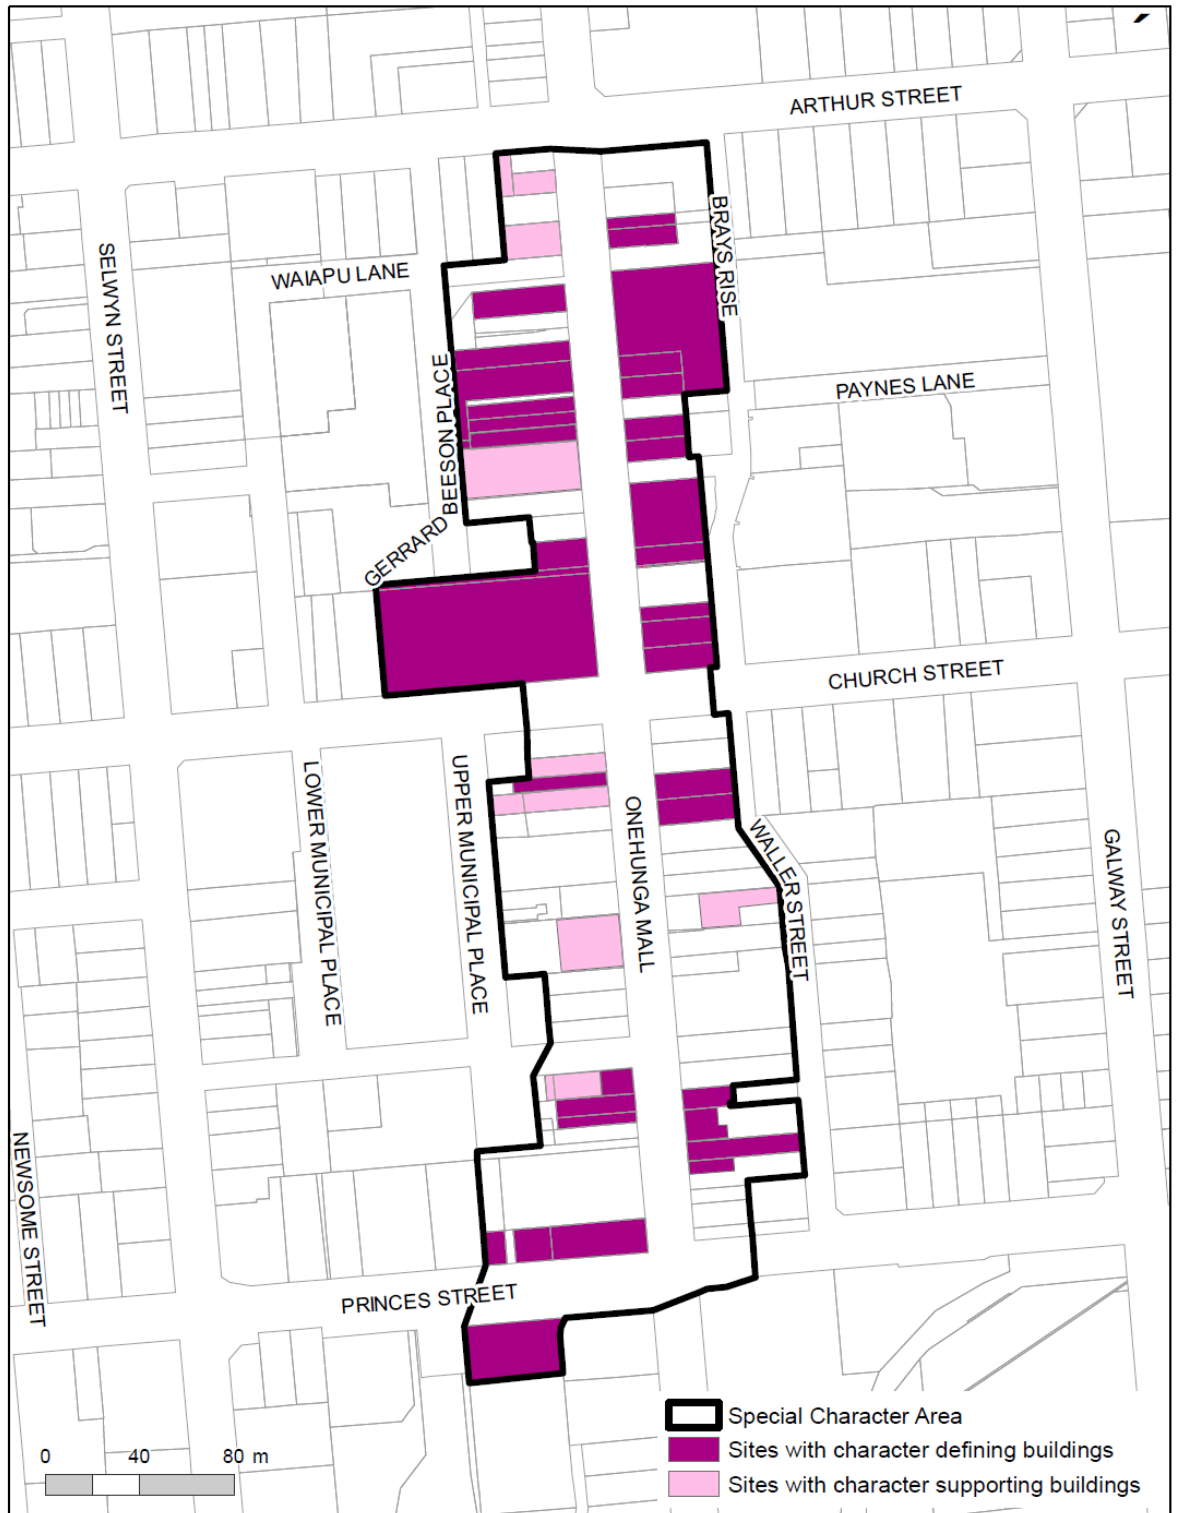 ARTHUR STREET
BRAYS RISE
SELWYN STREET
WAIAPU LANE
BEESON PLACE
PAYNES LANE
GERRARD
CHURCH STREET
LOWER MUNICIPAL PLACE
UPPER MUNICIPAL PLACE
ONEHUNGA MALL
WALLER STREET
GALWAY STREET
NEWSOME STREET
PRINCES STREET
Special Character Area
Sites with character defining buildings
Sites with character supporting buildings
0 40 80 m